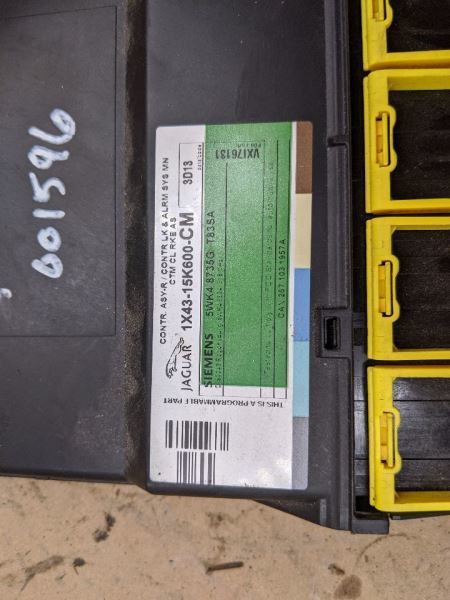 601596
CONTR. ASY-R / CONTR LK & ALRM SYS MN
CTM CL RKE AS
JAGUAR
1X43-15K600-CM
3D13
SIEMENS
5WK4 8735G T83SA
VXI76131
THIS IS A PROGRAMMABLE PART